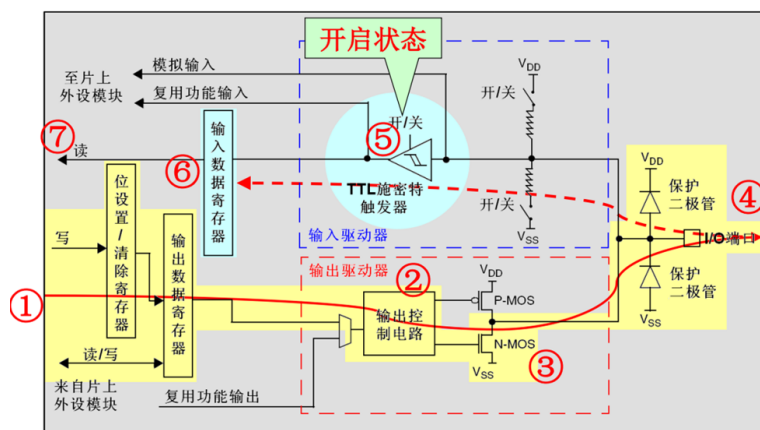 开启状态
模拟输入
至片上
外设模块
复用功能输入
开/关
VDD
开/关
⑦
读
⑥
输入数据寄存器
⑤
TTL施密特
触发器
开/关
VSS
输入驱动器
VDD
保护
二极管
④
I/O端口
保护
二极管
VSS
位设置/清除寄存器
写
输出数据寄存器
①
读/写
来自片上
外设模块
复用功能输出
输出驱动器
②
输出控
制电路
VDD
P-MOS
N-MOS
VSS
③